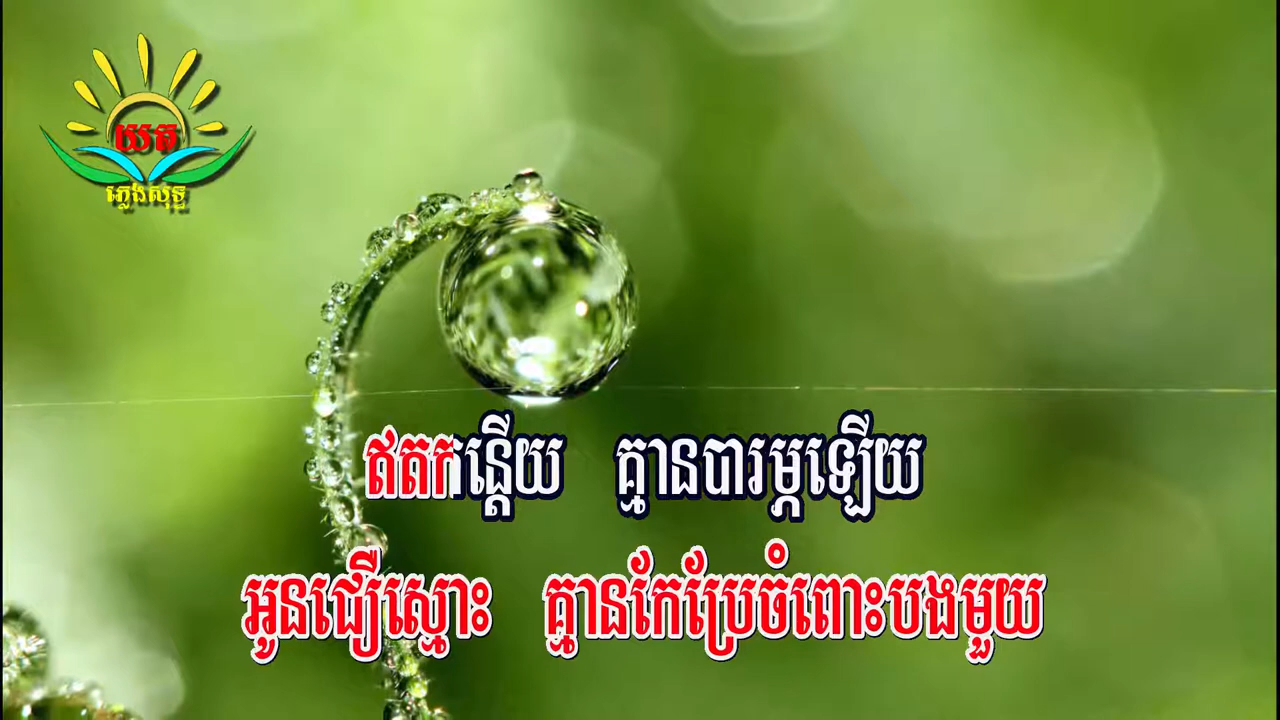 យត
ភ្លេងសុទ្ធ
ឥតកន្តើយ គ្មានបារម្ភឡើយ
អូនជឿស្មោះ គ្មានកែប្រែចំពោះបងមួយ